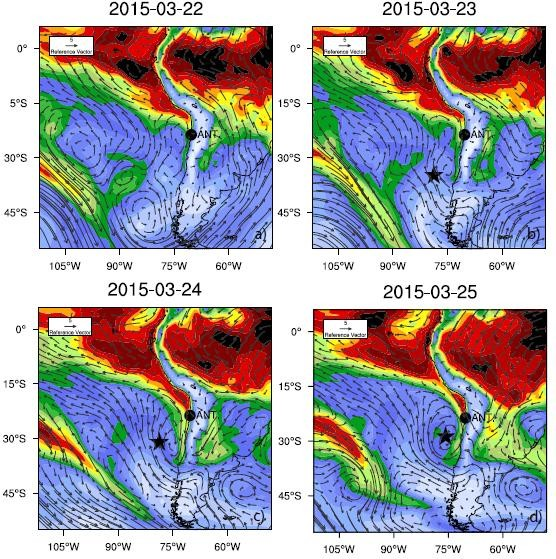 2015-03-22
2015-03-23
5
Reference Vector
5
Reference Vector
0°
15°S
30°S
45°S
ANT
a)
0°
15°S
30°S
45°S
ANT
b)
105°W 90°W 75°W 60°W
105°W 90°W 75°W 60°W
2015-03-24
2015-03-25
5
Reference Vector
5
Reference Vector
0°
15°S
30°S
45°S
ANT
c)
0°
15°S
30°S
45°S
ANT
d)
105°W 90°W 75°W 60°W
105°W 90°W 75°W 60°W